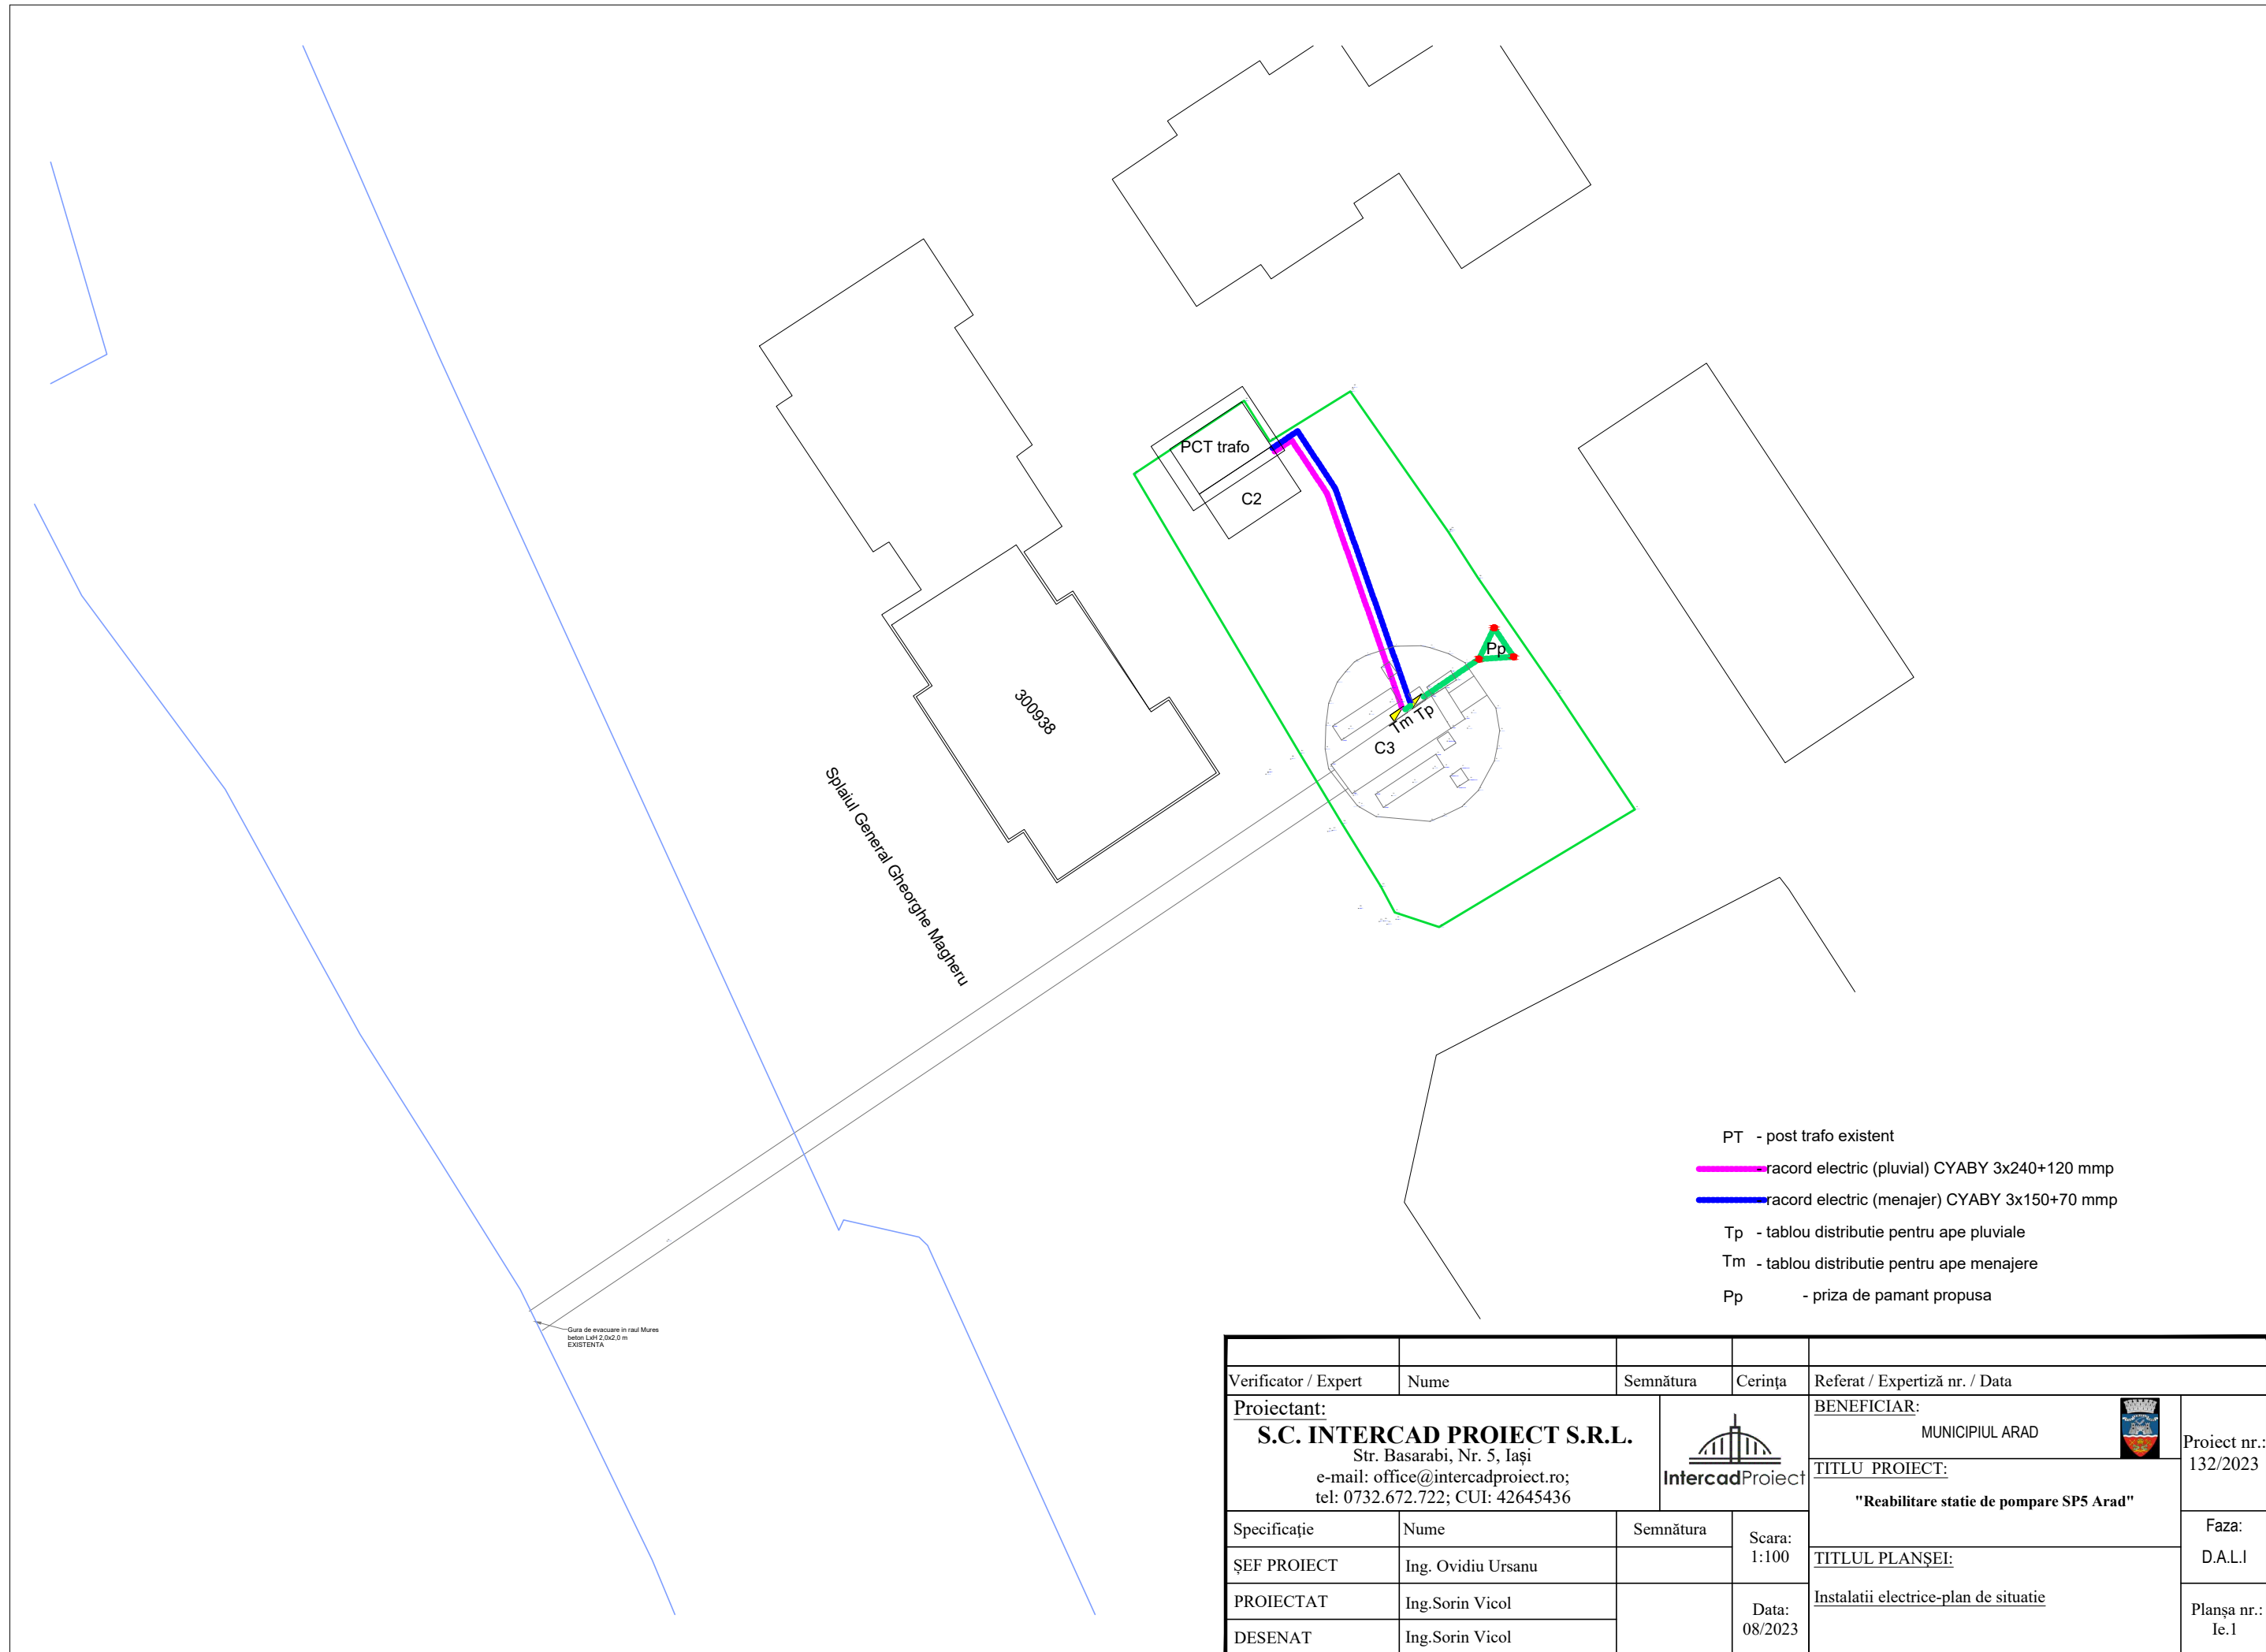 PCT trafo
C2
Pp
300938
Tm Tp
C3
Splaiul General Gheorghe Magheru
PT - post trafo existent
racord electric (pluvial) CYABY 3x240+120 mmp
racord electric (menajer) CYABY 3x150+70 mmp
Tp - tablou distributie pentru ape pluviale
Tm - tablou distributie pentru ape menajere
Pp - priza de pamant propusa
Gura de evacuare in raul Mures
beton LxH 2,0x2,0 m
EXISTENTA
Verificator / Expert Nume Semnătura Cerința Referat / Expertiză nr. / Data
Proiectant:
S.C. INTERCAD PROIECT S.R.L.
Str. Basarabi, Nr. 5, Iași
e-mail: office@intercadproiect.ro;
tel: 0732.672.722; CUI: 42645436
IntercadProiect
BENEFICIAR:
MUNICIPIUL ARAD
Proiect nr.:
132/2023
TITLU PROIECT:
"Reabilitare statie de pompare SP5 Arad"
Specificaţie Nume Semnătura
Scara:
1:100
Faza:
D.A.L.I
ŞEF PROIECT Ing. Ovidiu Ursanu
TITLUL PLANŞEI:
Instalatii electrice-plan de situatie
PROIECTAT Ing.Sorin Vicol
Data:
08/2023
Planșa nr.:
Ie.1
DESENAT Ing.Sorin Vicol